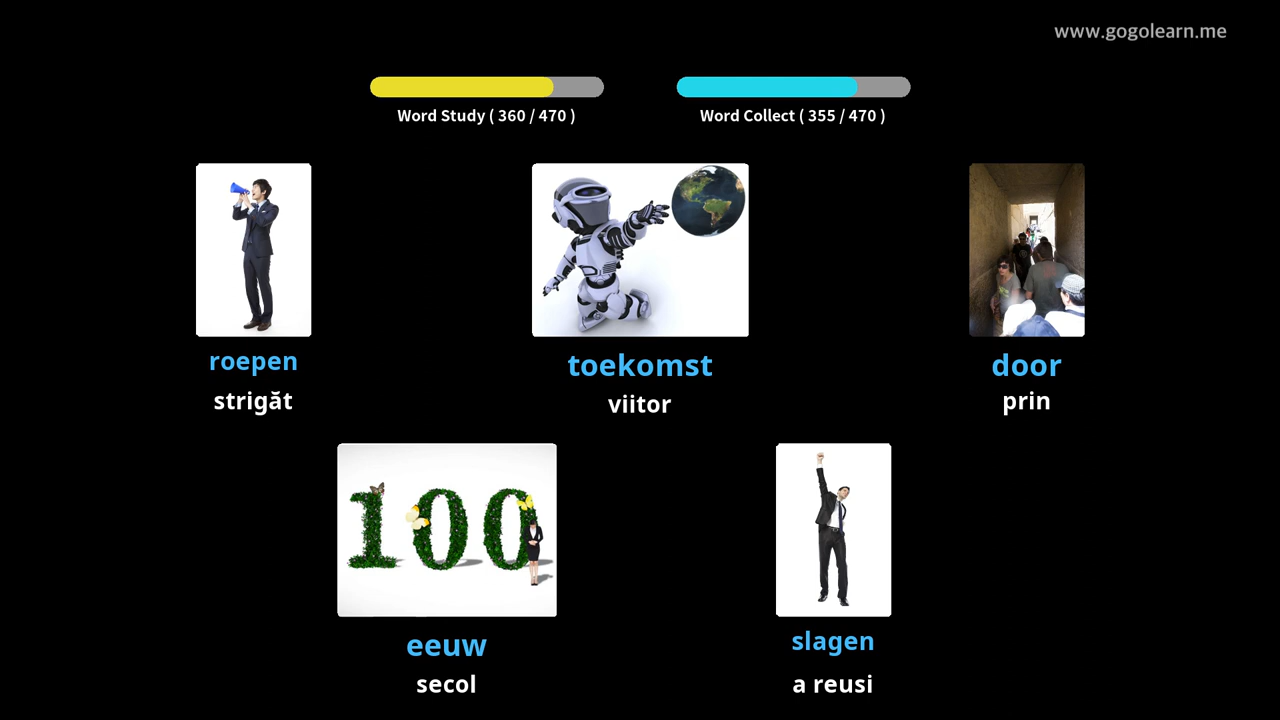 www.gogolearn.me
Word Study ( 360 / 470 )
Word Collect ( 355 / 470 )
roepen
strigăt
toekomst
viitor
door
prin
100
eeuw
secol
slagen
a reusi